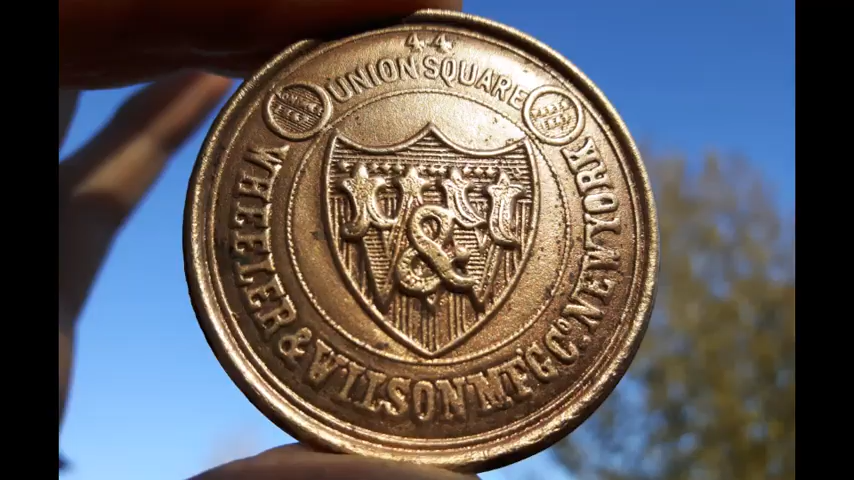 44
UNION SQUARE
WHEELER & WILSON MFG Co. NEW YORK
W&W